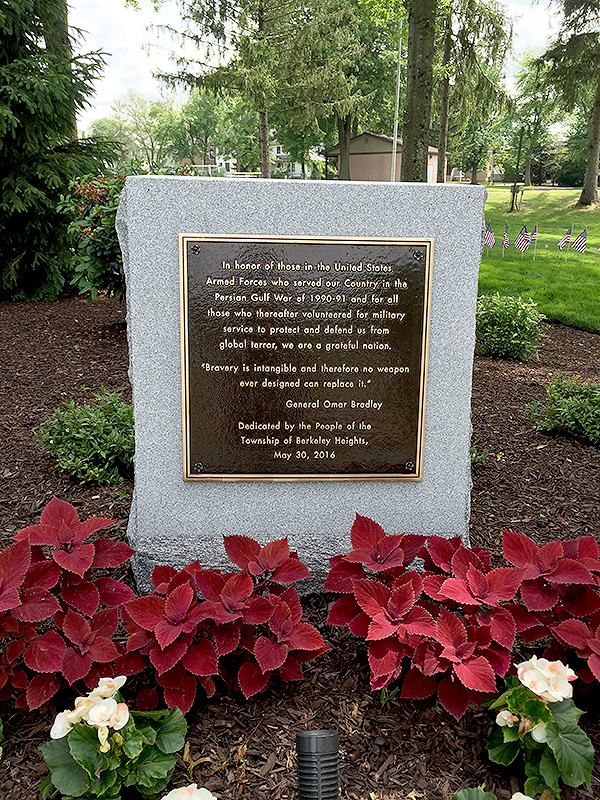 In honor of those in the United States
Armed Forces who served our Country in the
Persian Gulf War of 1990-91 and for all
those who thereafter volunteered for military
service to protect and defend us from
global terror, we are a grateful nation.
"Bravery is intangible and therefore no weapon
ever designed can replace it."
General Omar Bradley
Dedicated by the People of the
Township of Berkeley Heights,
May 30, 2016